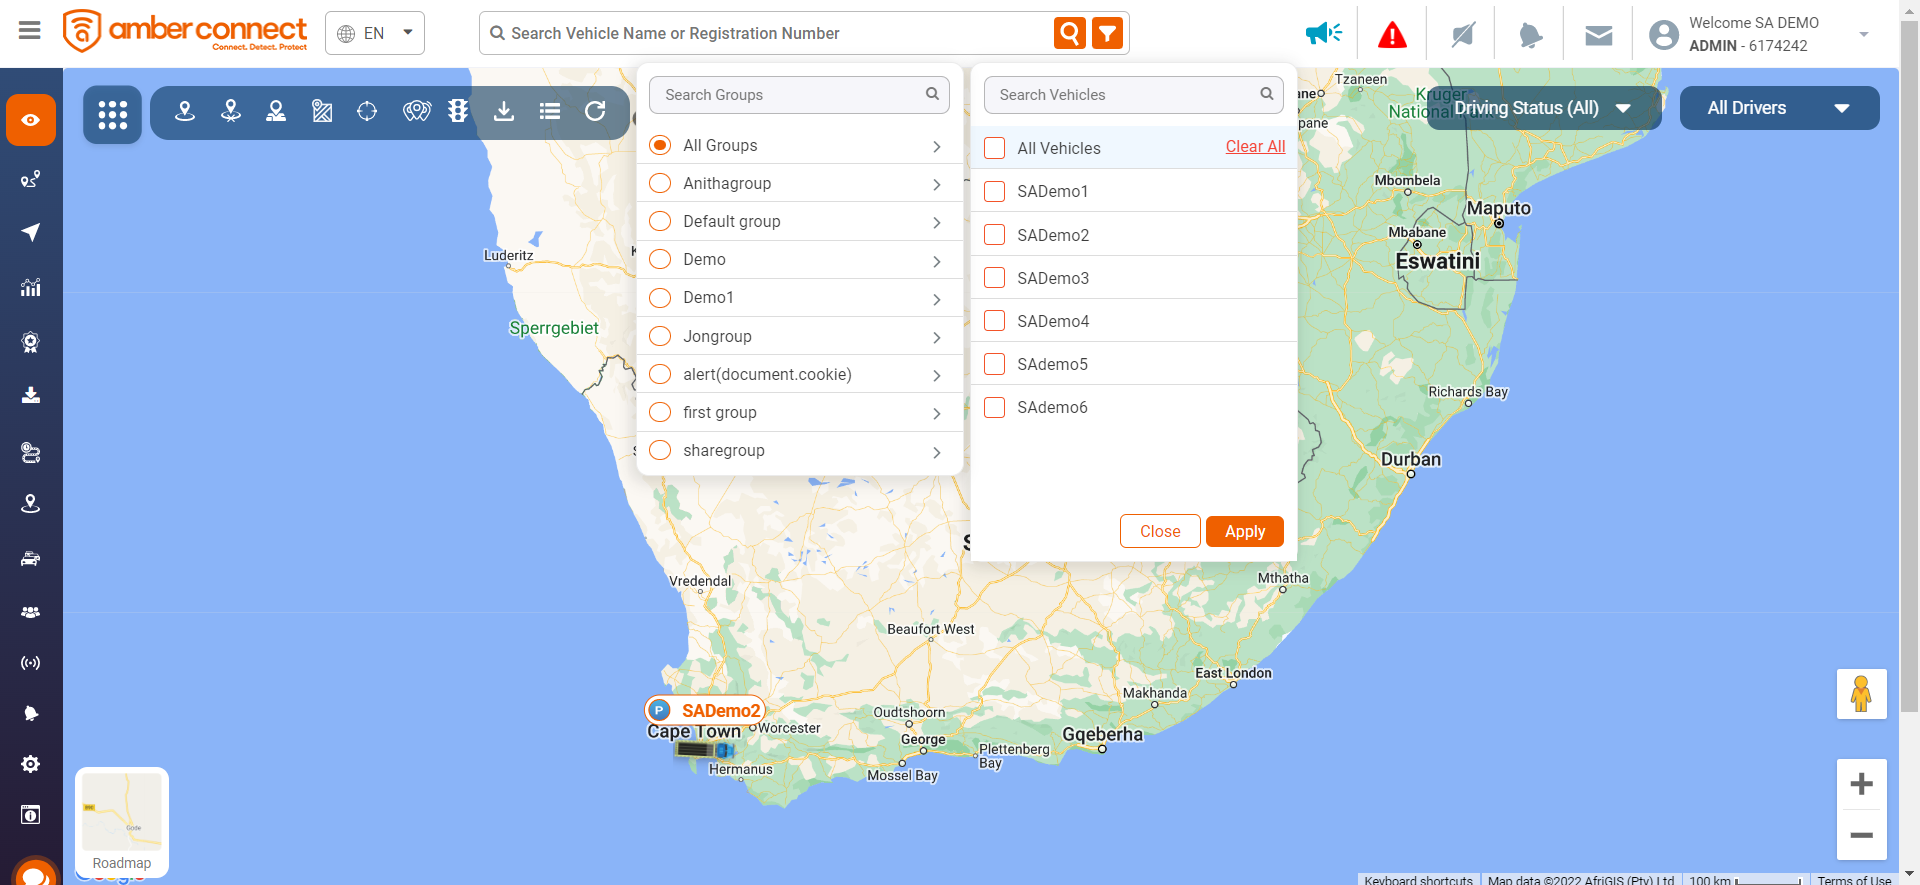 amber connect
Connect. Detect. Protect
EN
Search Vehicle Name or Registration Number
Welcome SA DEMO
ADMIN - 6174242
Search Groups
All Groups
Anithagroup
Default group
Demo
Demo1
Jongroup
alert(document.cookie)
first group
sharegroup
Search Vehicles
All Vehicles
Clear All
SADemo1
SADemo2
SADemo3
SADemo4
SAdemo5
SAdemo6
Close
Apply
Driving Status (All)
All Drivers
Tzaneen
Kruger
National
Mbombela
Maputo
Mbabane
Eswatini
Luderitz
Sperrgebiet
Richards Bay
Durban
Mthatha
Vredendal
Beaufort West
East London
Makhanda
P SADemo2
Cape Town
Worcester
Oudtshoorn
George
Plettenberg
Bay
Gqeberha
Hermanus
Mossel Bay
Roadmap
Keyboard shortcuts
Map data ©2022 AfriGIS (Pty) Ltd
100 km
Terms of Use